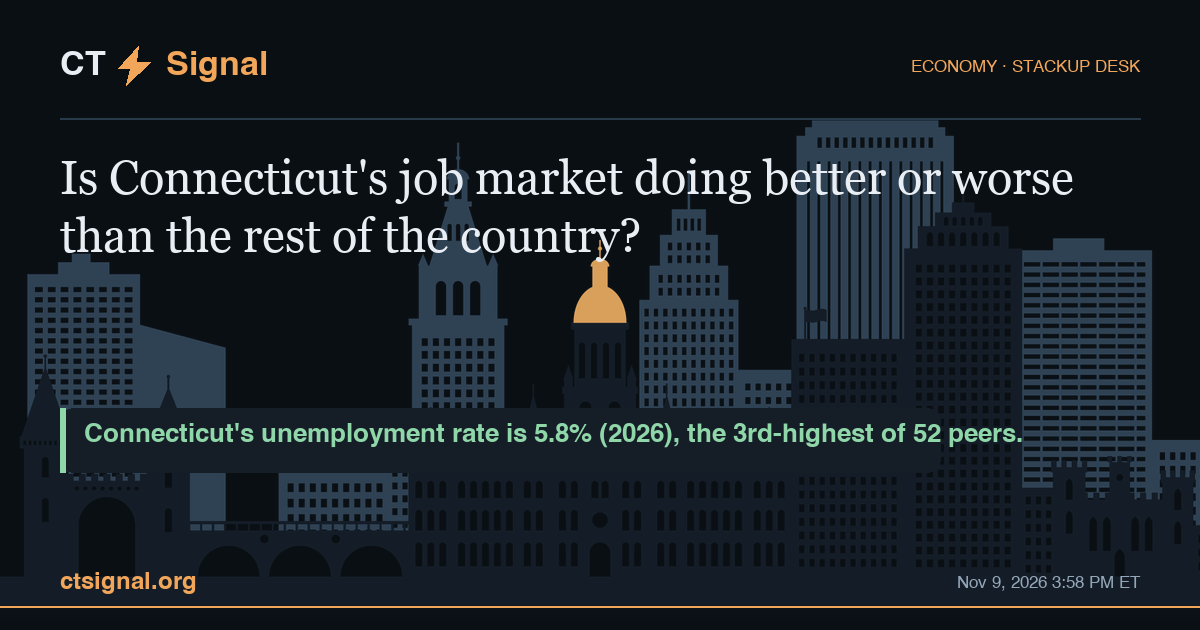 CT Signal
ECONOMY · STACKUP DESK
Is Connecticut's job market doing better or worse
than the rest of the country?
Connecticut's unemployment rate is 5.8% (2026), the 3rd-highest of 52 peers.
ctsignal.org
Nov 9, 2026 3:58 PM ET